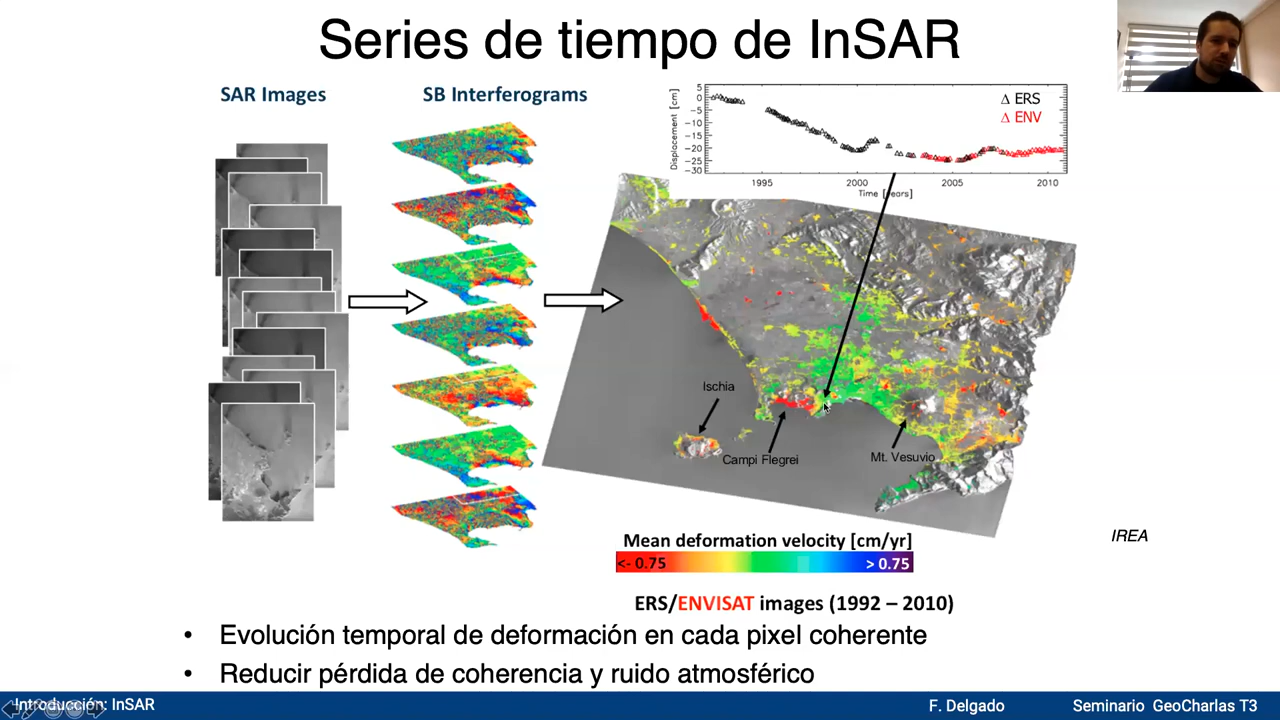 Series de tiempo de InSAR
SAR Images
SB Interferograms
Displacement [cm]
5
0
-5
-10
-15
-20
-25
-30
Δ ERS
Δ ENV
1995
2000
2005
2010
Time [years]
Ischia
Campi Flegrei
Mt. Vesuvio
IREA
Mean deformation velocity [cm/yr]
<- 0.75
> 0.75
ERS/ENVISAT images (1992 – 2010)
• Evolución temporal de deformación en cada pixel coherente
• Reducir pérdida de coherencia y ruido atmosférico
Introducción: InSAR
F. Delgado
Seminario GeoCharlas T3